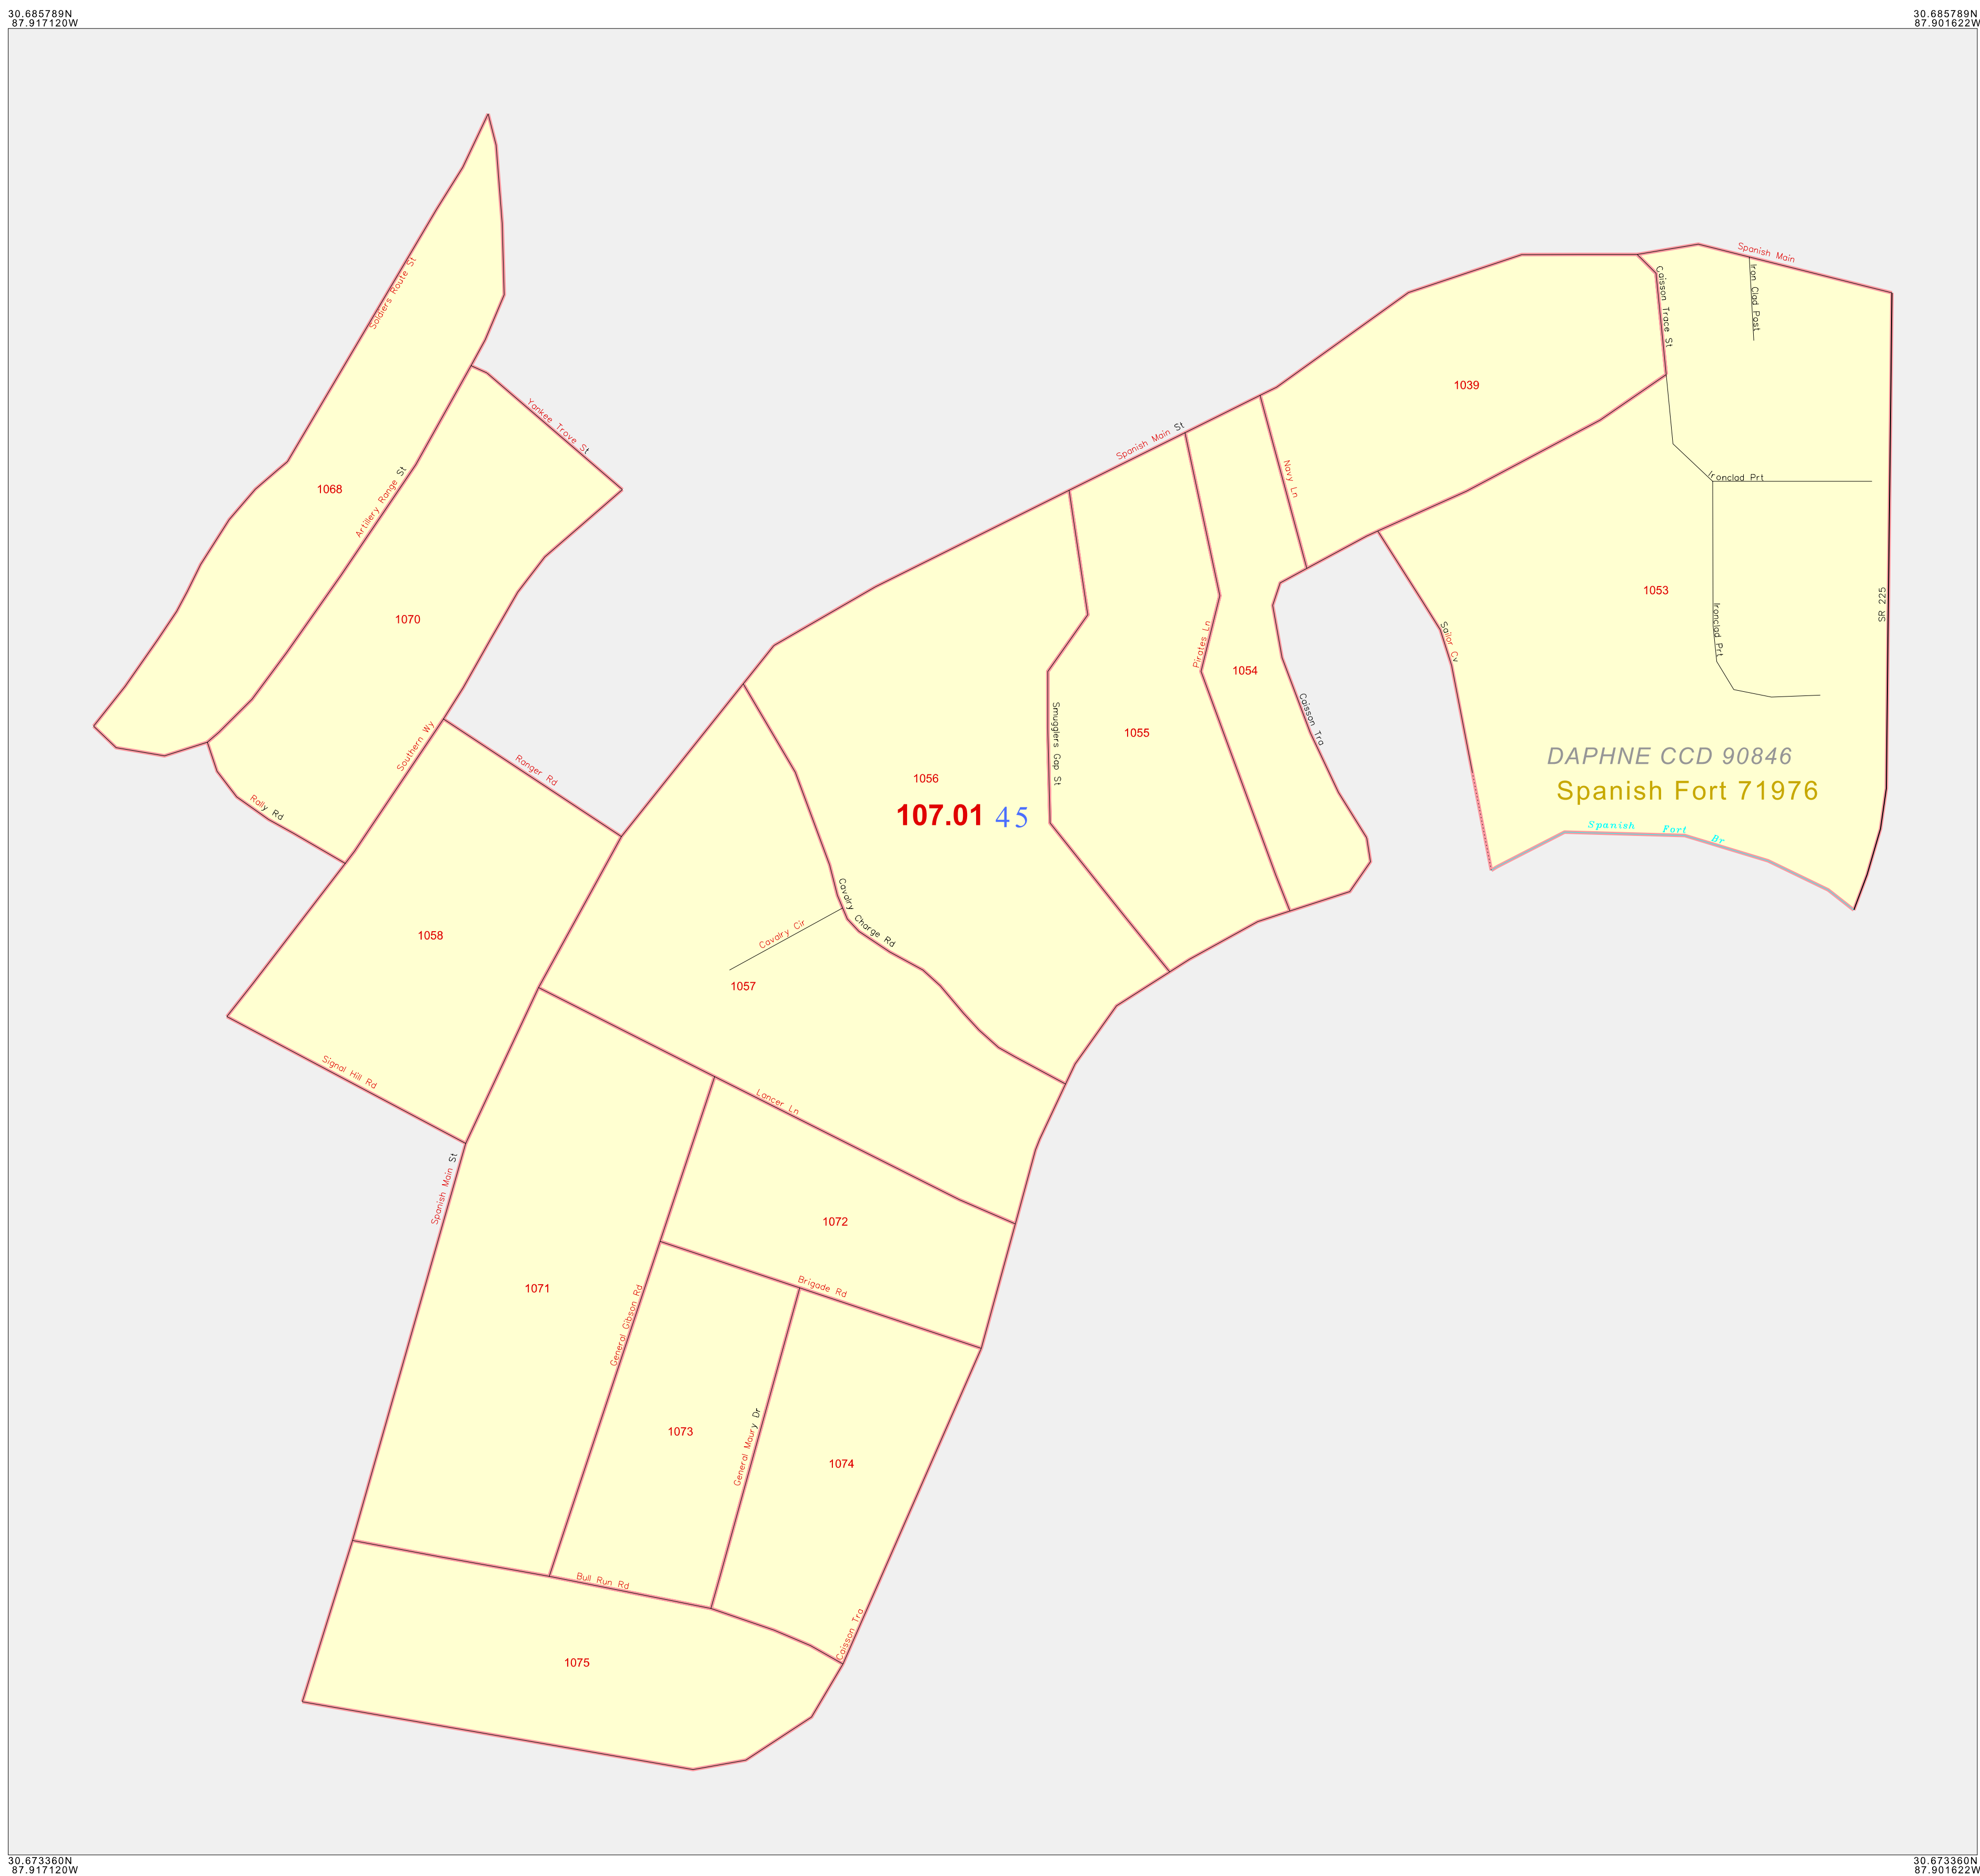 30.685789N
87.917120W
30.685789N
87.901622W
Spanish Main
Iron Clad Post
Caisson Trace St
Soldiers Route St
1039
Yankee Trove St
Spanish Main St
Navy Ln
1068
Artillery Range St
Ironclad Prt
1053
SR 225
1070
Ironclad Prt
Sailor Cv
Pirates Ln
1054
Caisson Tra
Southern Wy
1055
Smugglers Gap St
Ranger Rd
1056
DAPHNE CCD 90846
Spanish Fort 71976
107.01 45
Rally Rd
Spanish Fort Br
Cavalry Charge Rd
1058
Cavalry Cir
1057
Signal Hill Rd
Lancer Ln
Spanish Main St
1072
1071
Brigade Rd
General Gibson Rd
1073
General Maury Dr
1074
Bull Run Rd
Caisson Tra
1075
30.673360N
87.917120W
30.673360N
87.901622W